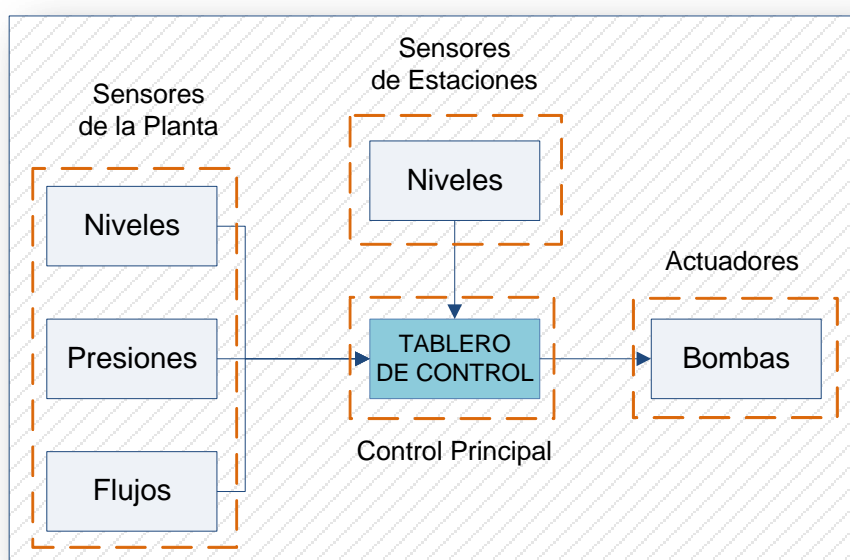 Sensores
de la Planta
Niveles
Presiones
Flujos
Sensores
de Estaciones
Niveles
TABLERO
DE CONTROL
Control Principal
Actuadores
Bombas